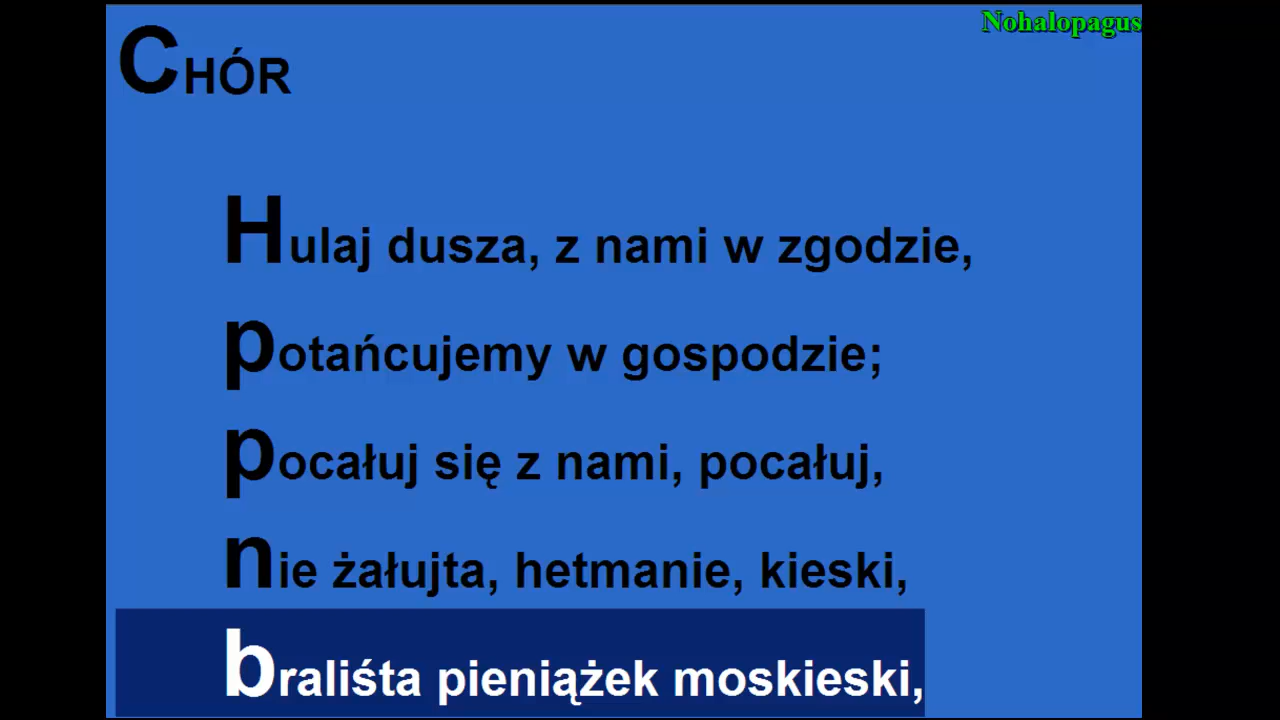 Nohalopagus
CHÓR
Hulaj dusza, z nami w zgodzie,
potańcujemy w gospodzie;
pocałuj się z nami, pocałuj,
nie żałujta, hetmanie, kieski,
braliśta pieniążek moskieski,